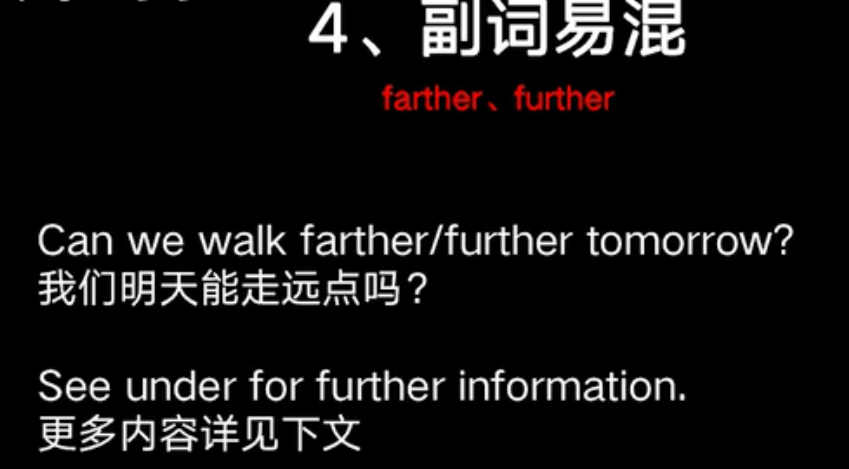 4、副词易混
farther、further
Can we walk farther/further tomorrow?
我们明天能走远点吗？
See under for further information.
更多内容详见下文